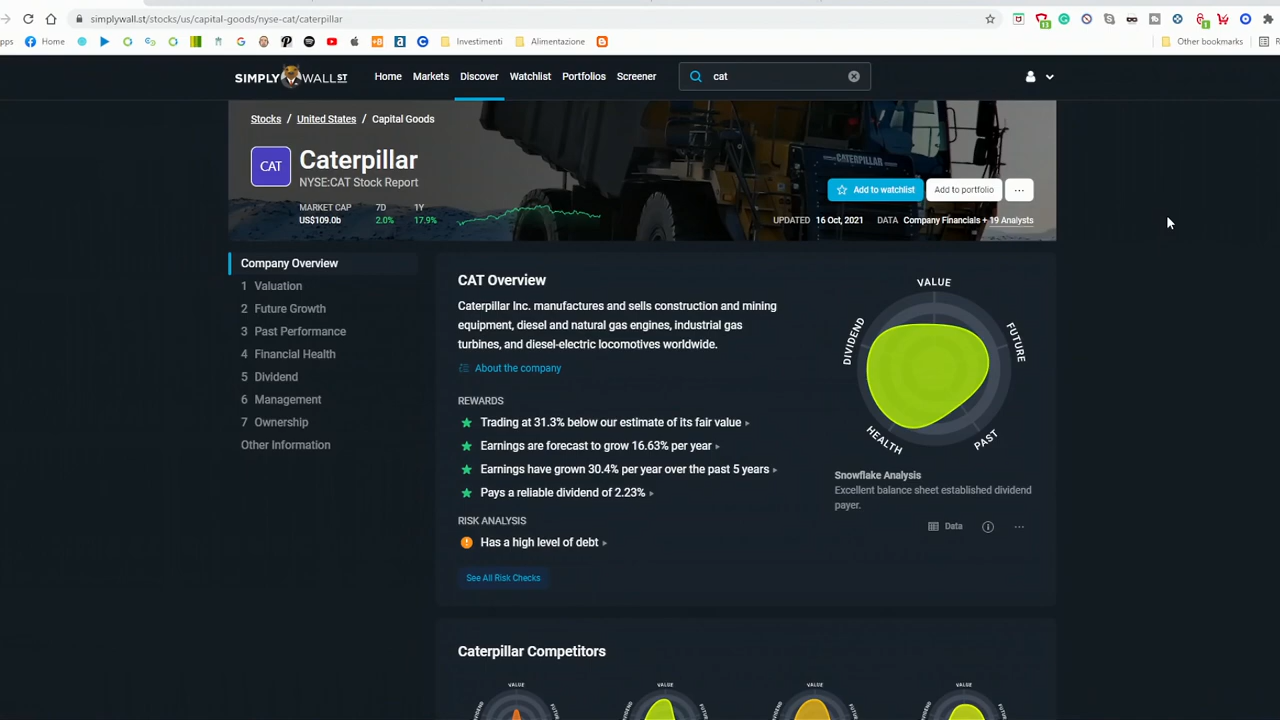 simplywall.st/stocks/us/capital-goods/nyse-cat/caterpillar
Home
Investimenti
Alimentazione
Other bookmarks
SIMPLY WALL ST
Home Markets Discover Watchlist Portfolios Screener
cat
Stocks / United States / Capital Goods
CAT
Caterpillar
NYSE:CAT Stock Report
MARKET CAP 7D 1Y
US$109.0b 2.0% 17.9%
CATERPILLAR
Add to watchlist
Add to portfolio
...
UPDATED 16 Oct, 2021 DATA Company Financials + 19 Analysts
Company Overview
1 Valuation
2 Future Growth
3 Past Performance
4 Financial Health
5 Dividend
6 Management
7 Ownership
Other Information
CAT Overview
Caterpillar Inc. manufactures and sells construction and mining
equipment, diesel and natural gas engines, industrial gas
turbines, and diesel-electric locomotives worldwide.
About the company
REWARDS
Trading at 31.3% below our estimate of its fair value
Earnings are forecast to grow 16.63% per year
Earnings have grown 30.4% per year over the past 5 years
Pays a reliable dividend of 2.23%
RISK ANALYSIS
Has a high level of debt
See All Risk Checks
VALUE
FUTURE
PAST
HEALTH
DIVIDEND
Snowflake Analysis
Excellent balance sheet established dividend
payer.
Data
...
Caterpillar Competitors
VALUE
VALUE
VALUE
VALUE